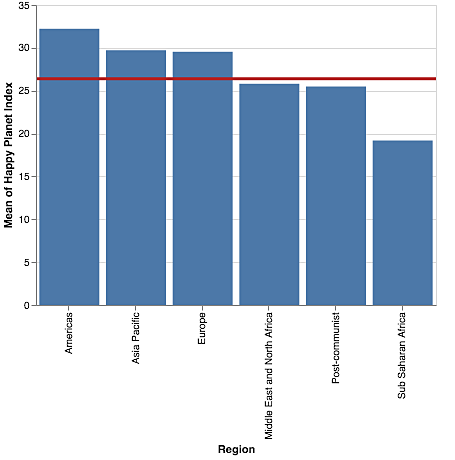 Mean of Happy Planet Index
35
30
25
20
15
10
5
0
Americas
Asia Pacific
Europe
Middle East and North Africa
Post-communist
Sub Saharan Africa
Region